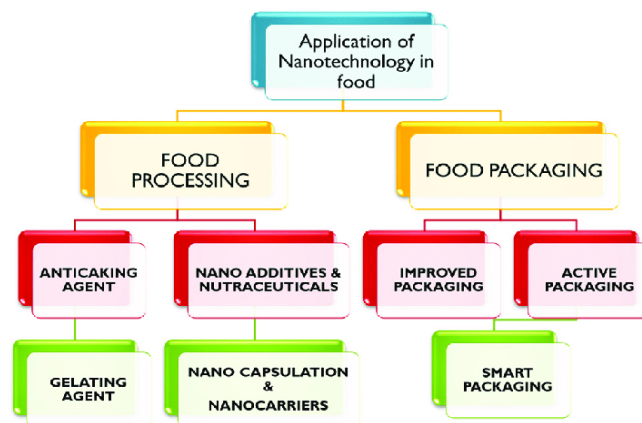 Application of
Nanotechnology in
food
FOOD
PROCESSING
FOOD PACKAGING
ANTICAKING
AGENT
NANO ADDITIVES &
NUTRACEUTICALS
IMPROVED
PACKAGING
ACTIVE
PACKAGING
GELATING
AGENT
NANO CAPSULATION
&
NANOCARRIERS
SMART
PACKAGING